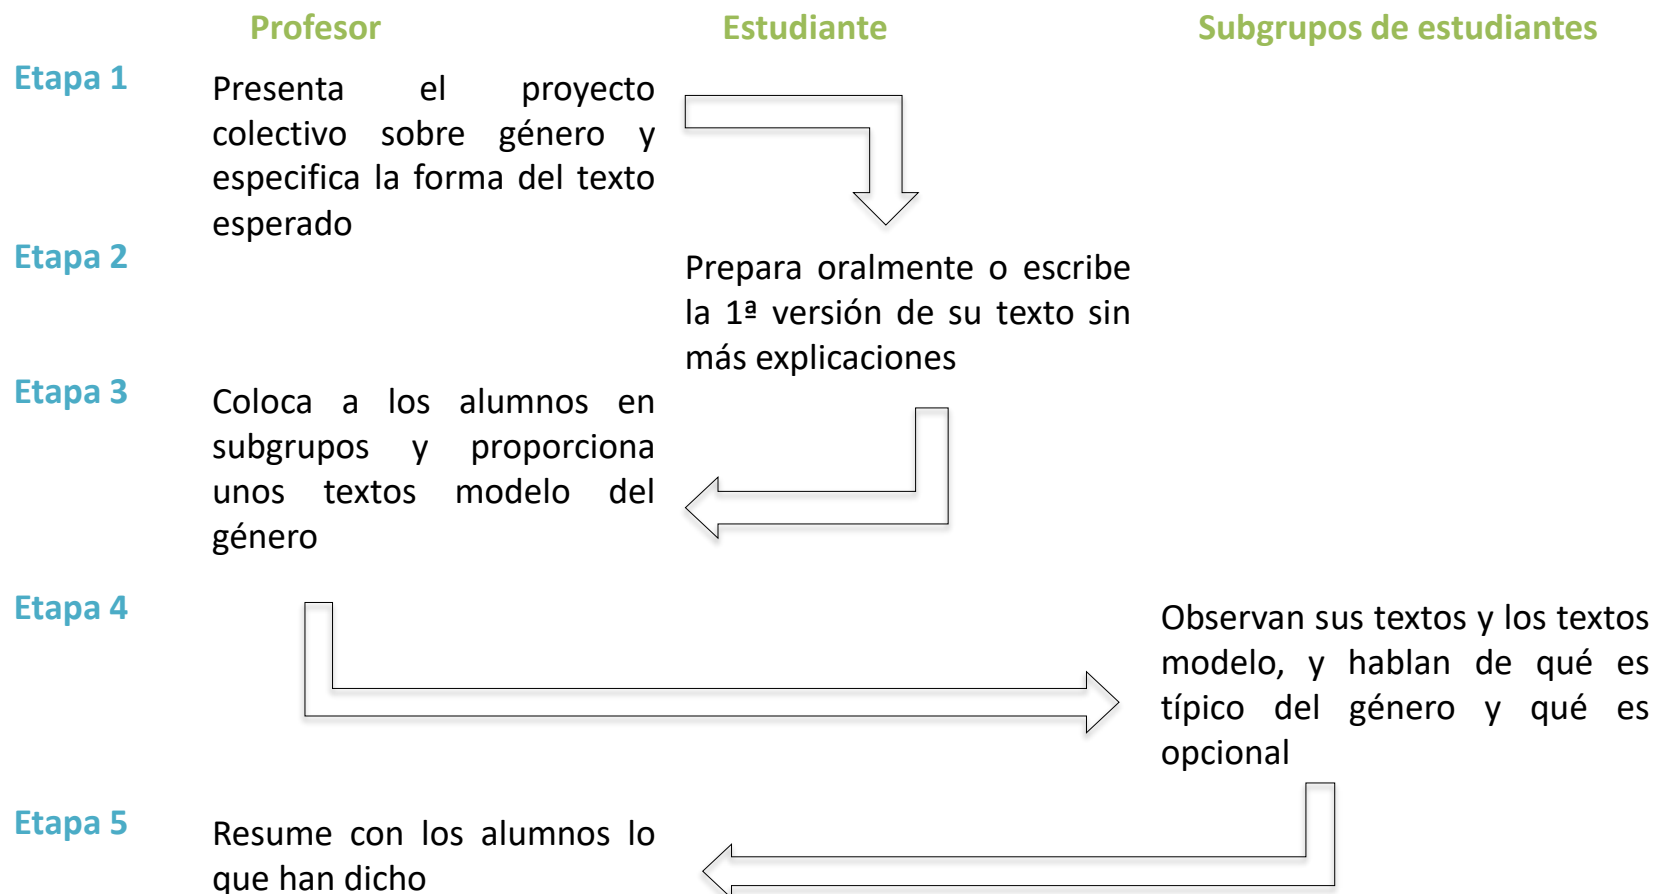 Profesor Estudiante Subgrupos de estudiantes
Etapa 1
Presenta el proyecto
colectivo sobre género y
especifica la forma del texto
esperado
Etapa 2
Prepara oralmente o escribe
la 1ª versión de su texto sin
más explicaciones
Etapa 3
Coloca a los alumnos en
subgrupos y proporciona
unos textos modelo del
género
Etapa 4
Observan sus textos y los textos
modelo, y hablan de qué es
típico del género y qué es
opcional
Etapa 5
Resume con los alumnos lo
que han dicho